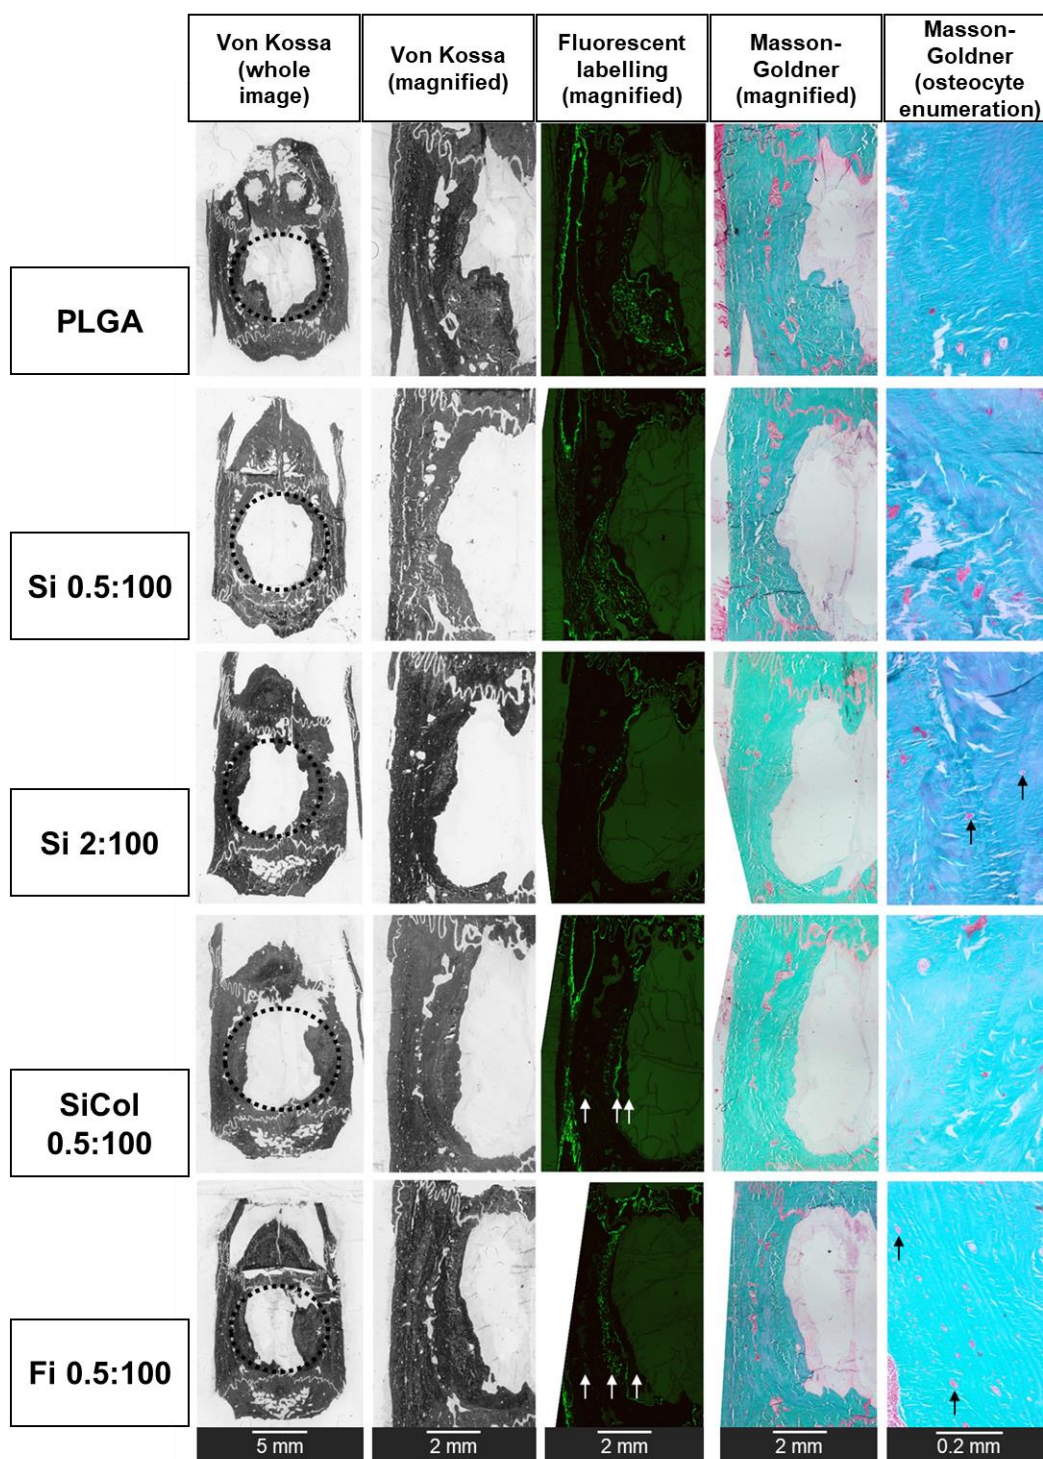 Von Kossa
(whole
image)
Von Kossa
(magnified)
Fluorescent
labelling
(magnified)
Masson-
Goldner
(magnified)
Masson-
Goldner
(osteocyte
enumeration)
PLGA
Si 0.5:100
Si 2:100
SiCol
0.5:100
Fi 0.5:100
5 mm
2 mm
2 mm
2 mm
0.2 mm